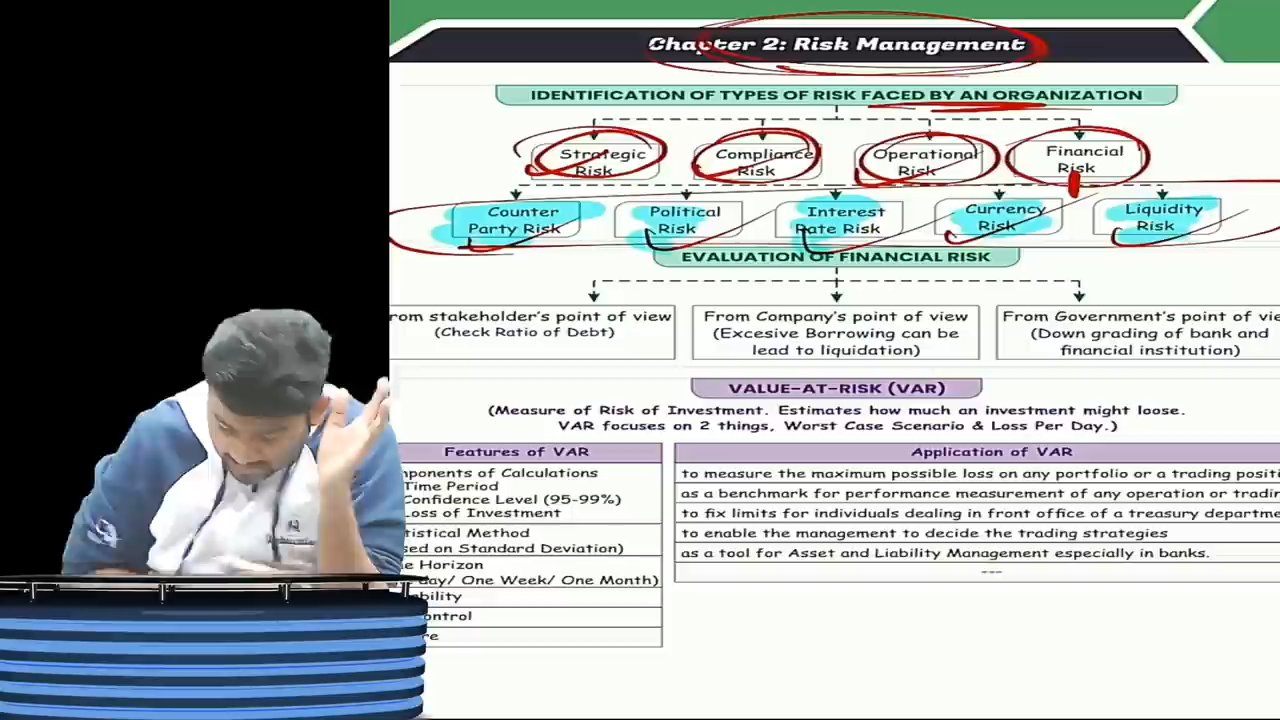 Chapter 2: Risk Management
IDENTIFICATION OF TYPES OF RISK FACED BY AN ORGANIZATION
Strategic
Risk
Compliance
Risk
Operational
Risk
Financial
Risk
Counter
Party Risk
Political
Risk
Interest
Rate Risk
Currency
Risk
Liquidity
Risk
EVALUATION OF FINANCIAL RISK
rom stakeholder's point of view
(Check Ratio of Debt)
From Company's point of view
(Excesive Borrowing can be
lead to liquidation)
From Government's point of vie
(Down grading of bank and
financial institution)
VALUE-AT-RISK (VAR)
(Measure of Risk of Investment. Estimates how much an investment might loose.
VAR focuses on 2 things, Worst Case Scenario & Loss Per Day.)
Features of VAR
mponents of Calculations
Time Period
Confidence Level (95-99%)
Loss of Investment
tistical Method
sed on Standard Deviation)
e Horizon
day/ One Week/ One Month)
bility
ontrol
re
Application of VAR
to measure the maximum possible loss on any portfolio or a trading positi
as a benchmark for performance measurement of any operation or tradin
to fix limits for individuals dealing in front office of a treasury departme
to enable the management to decide the trading strategies
as a tool for Asset and Liability Management especially in banks.
---